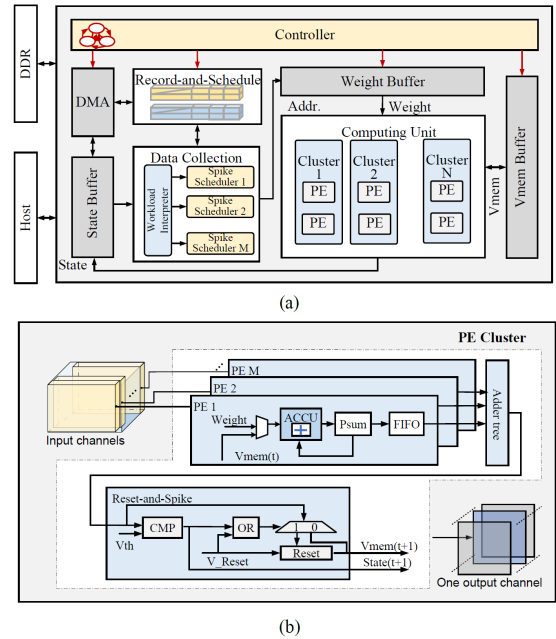 (a)
Controller
DDR
DMA
Record-and-Schedule
Weight Buffer
Addr.
Weight
Host
State Buffer
State
Data Collection
Workload
Interpreter
Spike
Scheduler 1
Spike
Scheduler 2
Spike
Scheduler M
Computing Unit
Cluster
1
PE
PE
Cluster
2
PE
PE
Cluster
N
PE
PE
Vmem
Vmem Buffer
(a)
PE Cluster
Input channels
PE M
PE 2
PE 1
Weight
Vmem(t)
ACCU
+
Psum
FIFO
Adder tree
Reset-and-Spike
CMP
Vth
OR
V_Reset
1 0
Reset
Vmem(t+1)
State(t+1)
One output channel
(b)